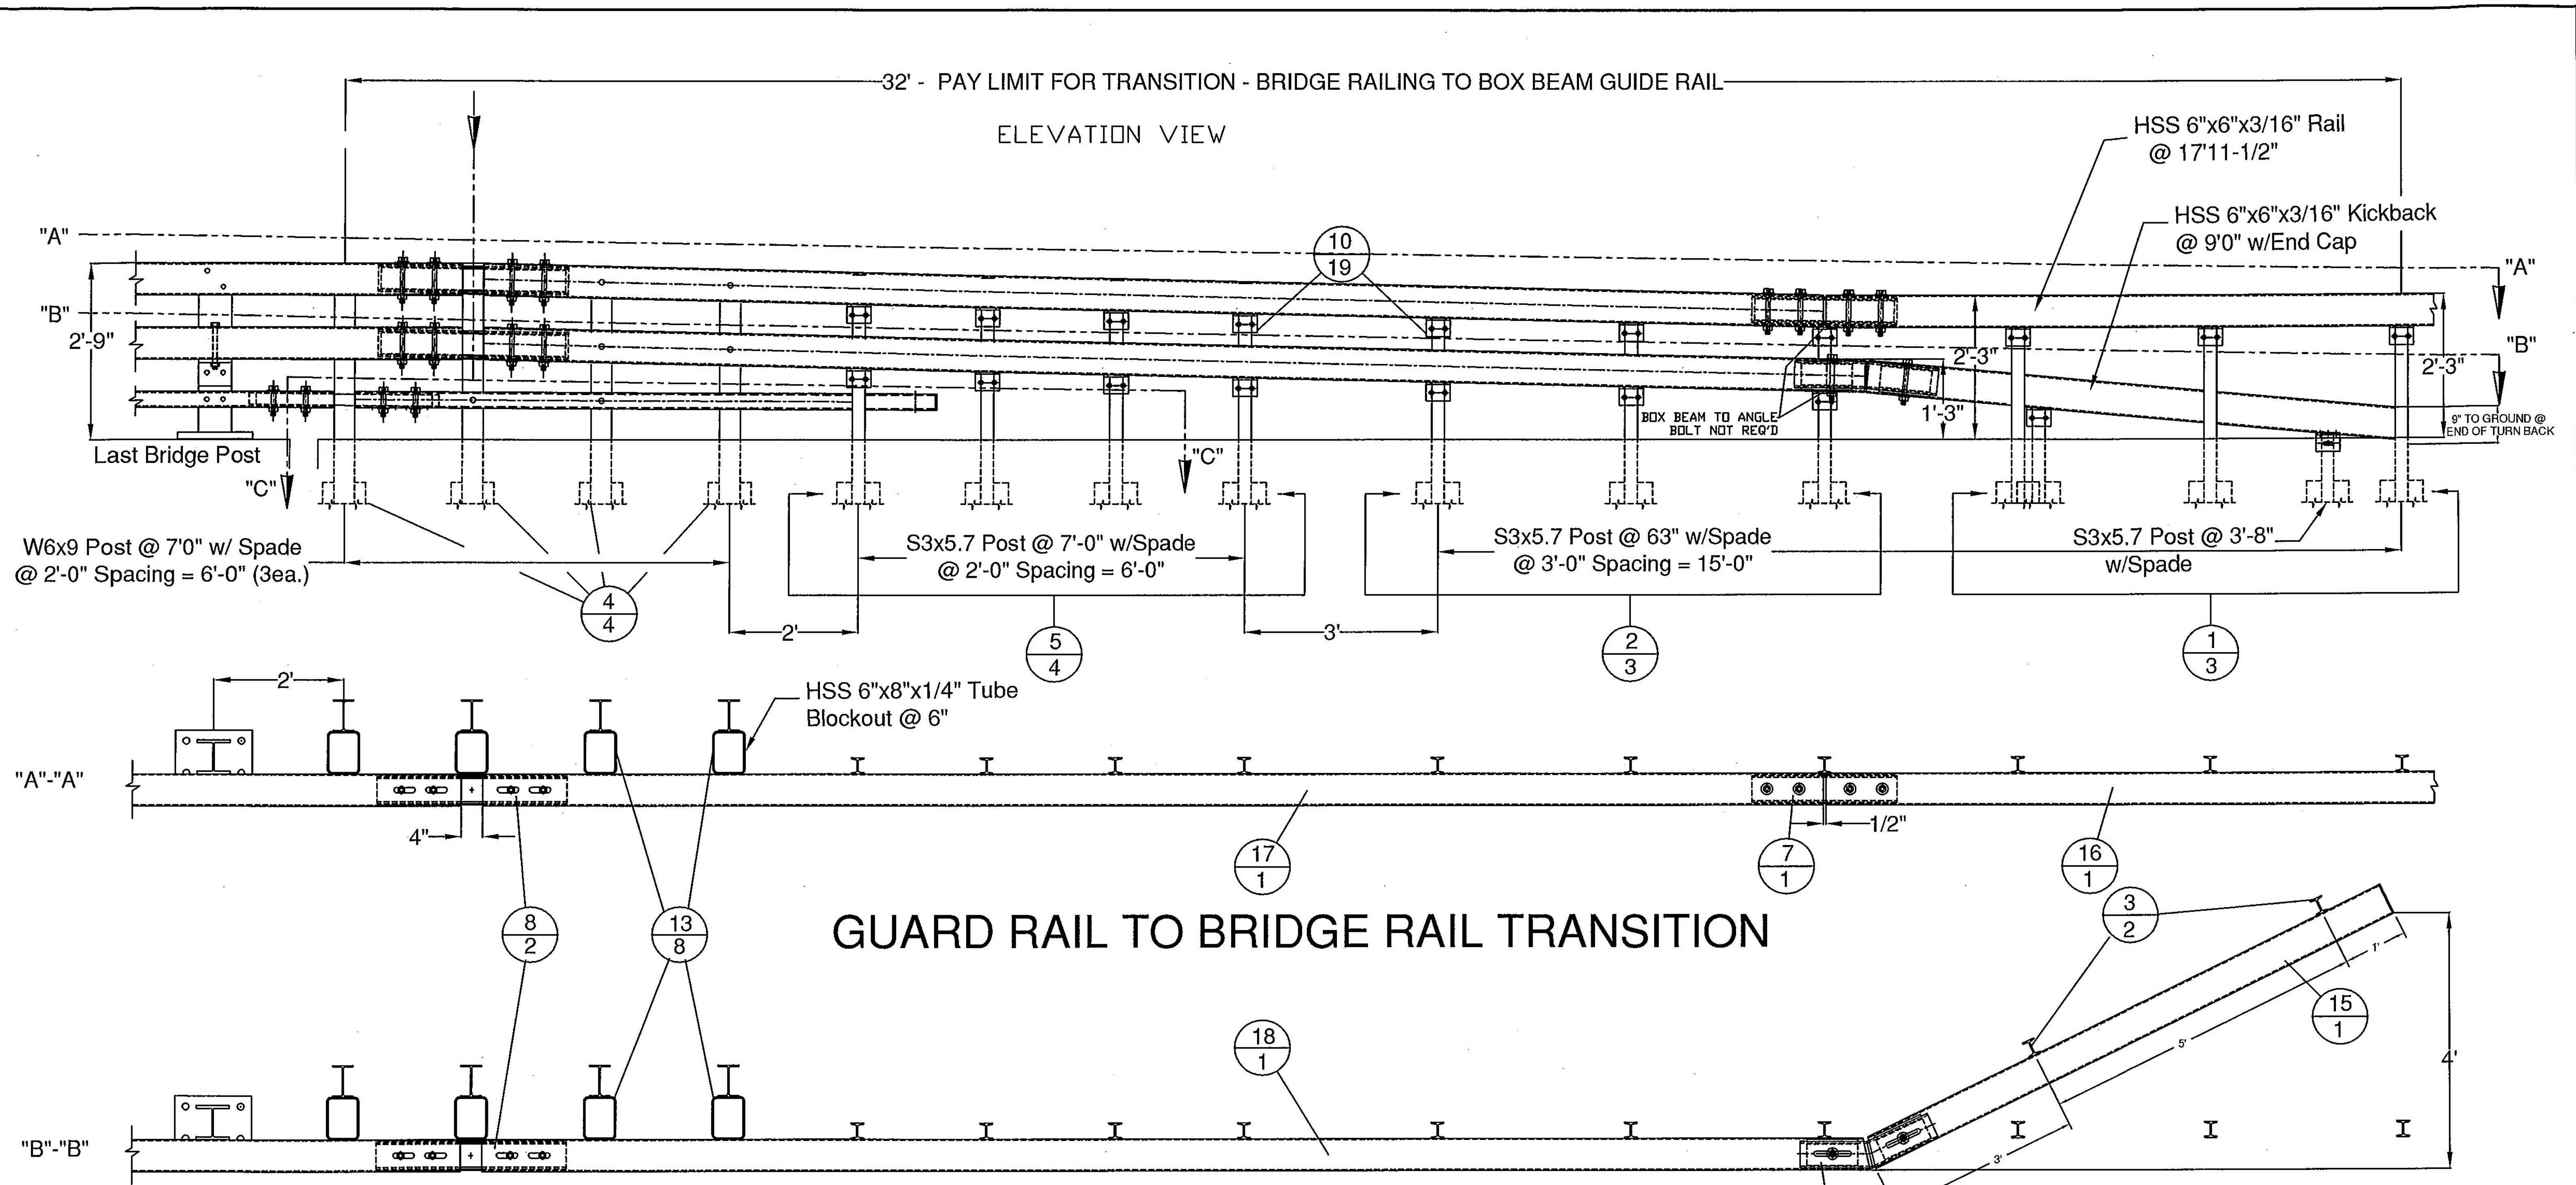 32' - PAY LIMIT FOR TRANSITION - BRIDGE RAILING TO BOX BEAM GUIDE RAIL
ELEVATION VIEW
HSS 6"x6"x3/16" Rail
@ 17'11-1/2"
HSS 6"x6"x3/16" Kickback
@ 9'0" w/End Cap
"A"
"A"
10
19
"B"
"B"
2'-9"
2'-3"
2'-3"
1'-3"
BOX BEAM TO ANGLE
BOLT NOT REQ'D
9" TO GROUND @
END OF TURN BACK
Last Bridge Post
"C"
"C"
W6x9 Post @ 7'0" w/ Spade
@ 2'-0" Spacing = 6'-0" (3ea.)
S3x5.7 Post @ 7'-0" w/Spade
@ 2'-0" Spacing = 6'-0"
S3x5.7 Post @ 63" w/Spade
@ 3'-0" Spacing = 15'-0"
S3x5.7 Post @ 3'-8"
w/Spade
4
4
2'
5
4
3'
2
3
1
3
2'
HSS 6"x8"x1/4" Tube
Blockout @ 6"
"A"-"A"
4"
1/2"
17
1
7
1
16
1
8
2
13
8
GUARD RAIL TO BRIDGE RAIL TRANSITION
3
2
1'
15
1
18
1
5'
4'
"B"-"B"
3'